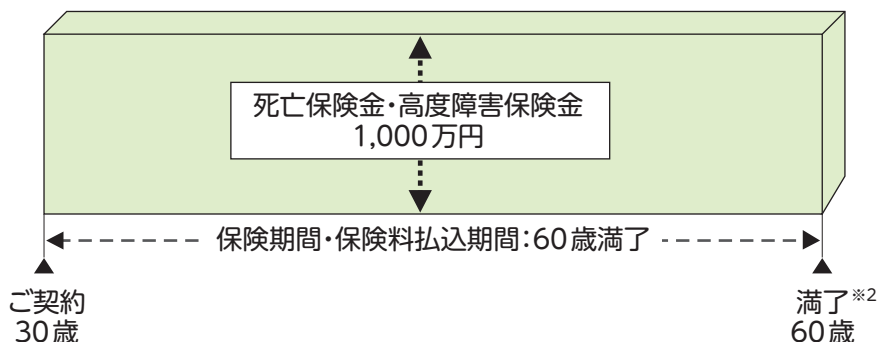 死亡保険金・高度障害保険金
1,000万円
保険期間・保険料払込期間：60歳満了
ご契約
30歳
満了※2
60歳